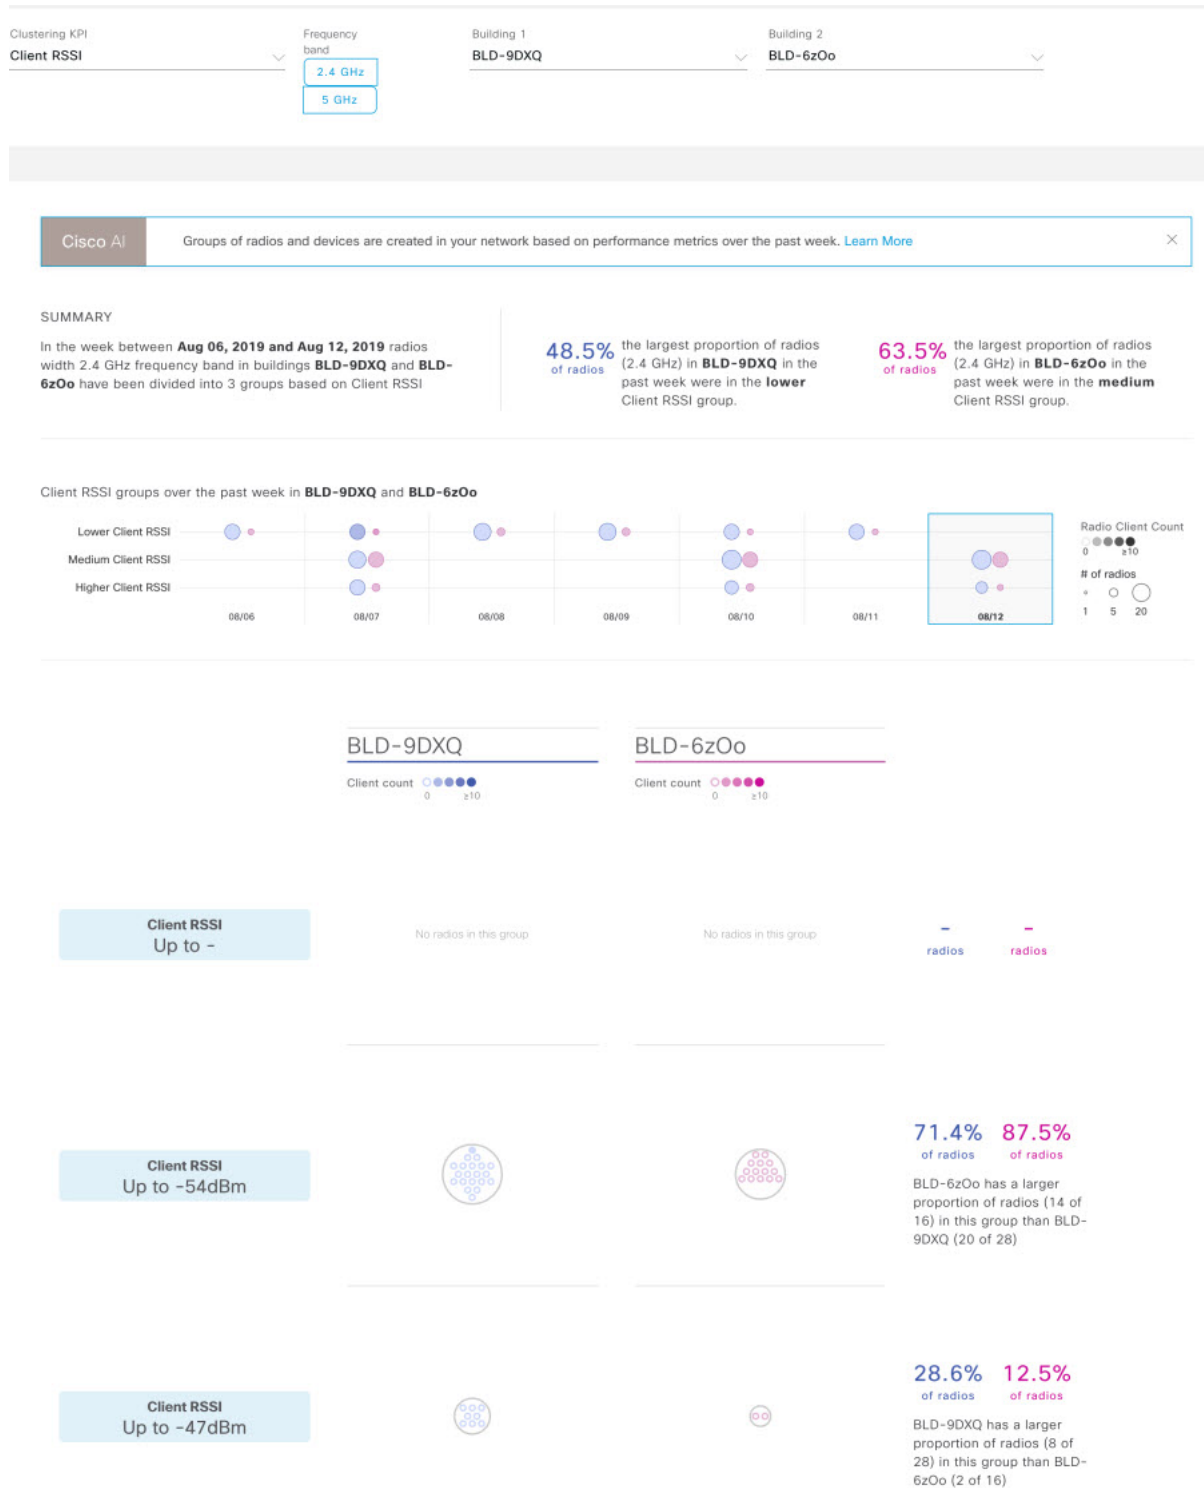 Clustering KPI
Client RSSI
Frequency
band
2.4 GHz
5 GHz
Building 1
BLD-9DXQ
Building 2
BLD-6zOo
Cisco AI
Groups of radios and devices are created in your network based on performance metrics over the past week. Learn More
SUMMARY
In the week between Aug 06, 2019 and Aug 12, 2019 radios
width 2.4 GHz frequency band in buildings BLD-9DXQ and BLD-
6zOo have been divided into 3 groups based on Client RSSI
48.5%
of radios
the largest proportion of radios
(2.4 GHz) in BLD-9DXQ in the
past week were in the lower
Client RSSI group.
63.5%
of radios
the largest proportion of radios
(2.4 GHz) in BLD-6zOo in the
past week were in the medium
Client RSSI group.
Client RSSI groups over the past week in BLD-9DXQ and BLD-6zOo
Lower Client RSSI
Medium Client RSSI
Higher Client RSSI
08/06 08/07 08/08 08/09 08/10 08/11 08/12
Radio Client Count
0 ≥10
# of radios
1 5 20
BLD-9DXQ
Client count
0 ≥10
BLD-6zOo
Client count
0 ≥10
Client RSSI
Up to -
No radios in this group
No radios in this group
- -
radios radios
Client RSSI
Up to -54dBm
71.4% 87.5%
of radios of radios
BLD-6zOo has a larger
proportion of radios (14 of
16) in this group than BLD-
9DXQ (20 of 28)
Client RSSI
Up to -47dBm
28.6% 12.5%
of radios of radios
BLD-9DXQ has a larger
proportion of radios (8 of
28) in this group than BLD-
6zOo (2 of 16)